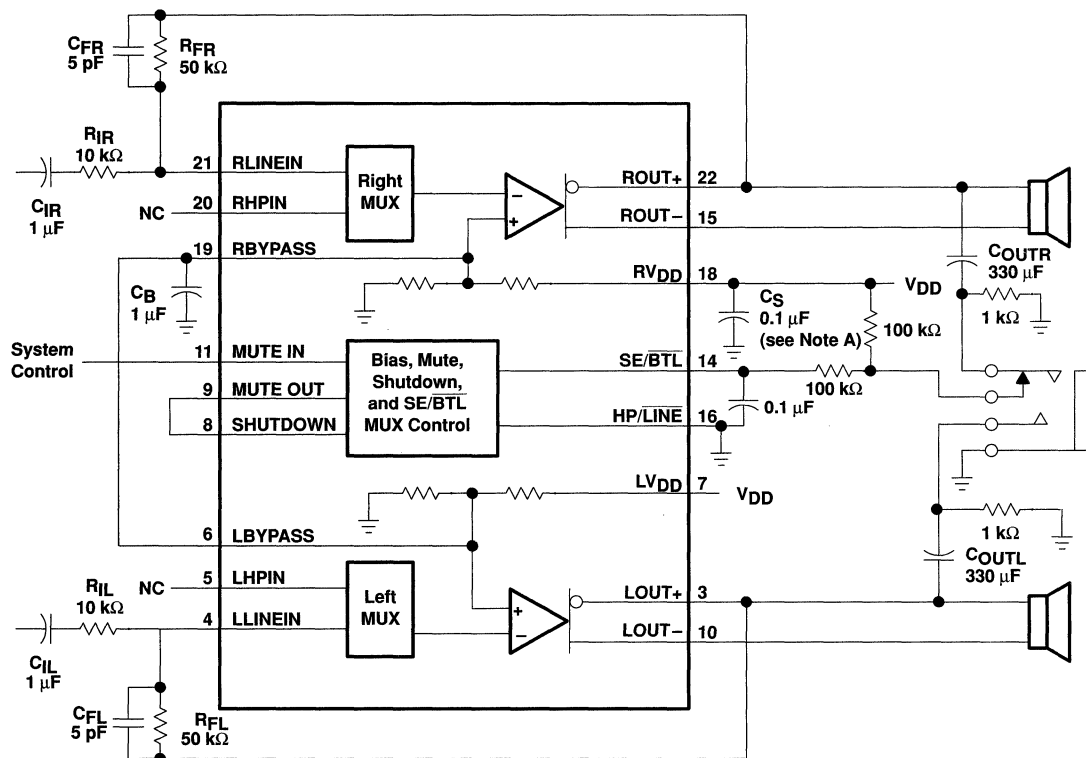 CFR
5 pF
RFR
50 kΩ
RIR
10 kΩ
CIR
1 μF
21 RLINEIN
NC
20 RHPIN
Right
MUX
−
+
ROUT+ 22
ROUT− 15
19 RBYPASS
CB
1 μF
RVDD 18
VDD
CS
0.1 μF
(see Note A)
100 kΩ
COUTR
330 μF
1 kΩ
System
Control
11 MUTE IN
9 MUTE OUT
8 SHUTDOWN
Bias, Mute,
Shutdown,
and SE/BTL
MUX Control
SE/BTL 14
100 kΩ
0.1 μF
HP/LINE 16
LVDD 7
VDD
1 kΩ
COUTL
330 μF
6 LBYPASS
NC
5 LHPIN
RIL
10 kΩ
4 LLINEIN
Left
MUX
+
−
LOUT+ 3
LOUT− 10
CIL
1 μF
CFL
5 pF
RFL
50 kΩ